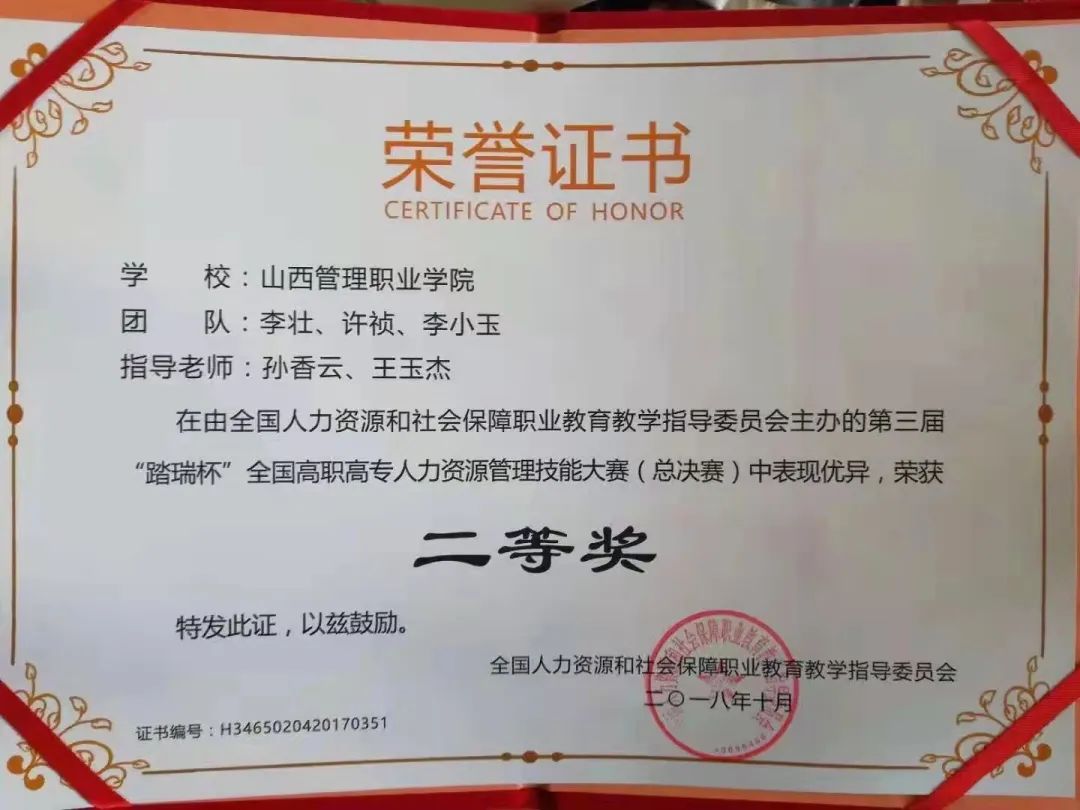 荣誉证书
CERTIFICATE OF HONOR
学 校：山西管理职业学院
团 队：李壮、许祯、李小玉
指导老师：孙香云、王玉杰
在由全国人力资源和社会保障职业教育教学指导委员会主办的第三届
“踏瑞杯”全国高职高专人力资源管理技能大赛（总决赛）中表现优异，荣获
二等奖
特发此证，以兹鼓励。
全国人力资源和社会保障职业教育教学指导委员会
二〇一八年十月
证书编号：H3465020420170351